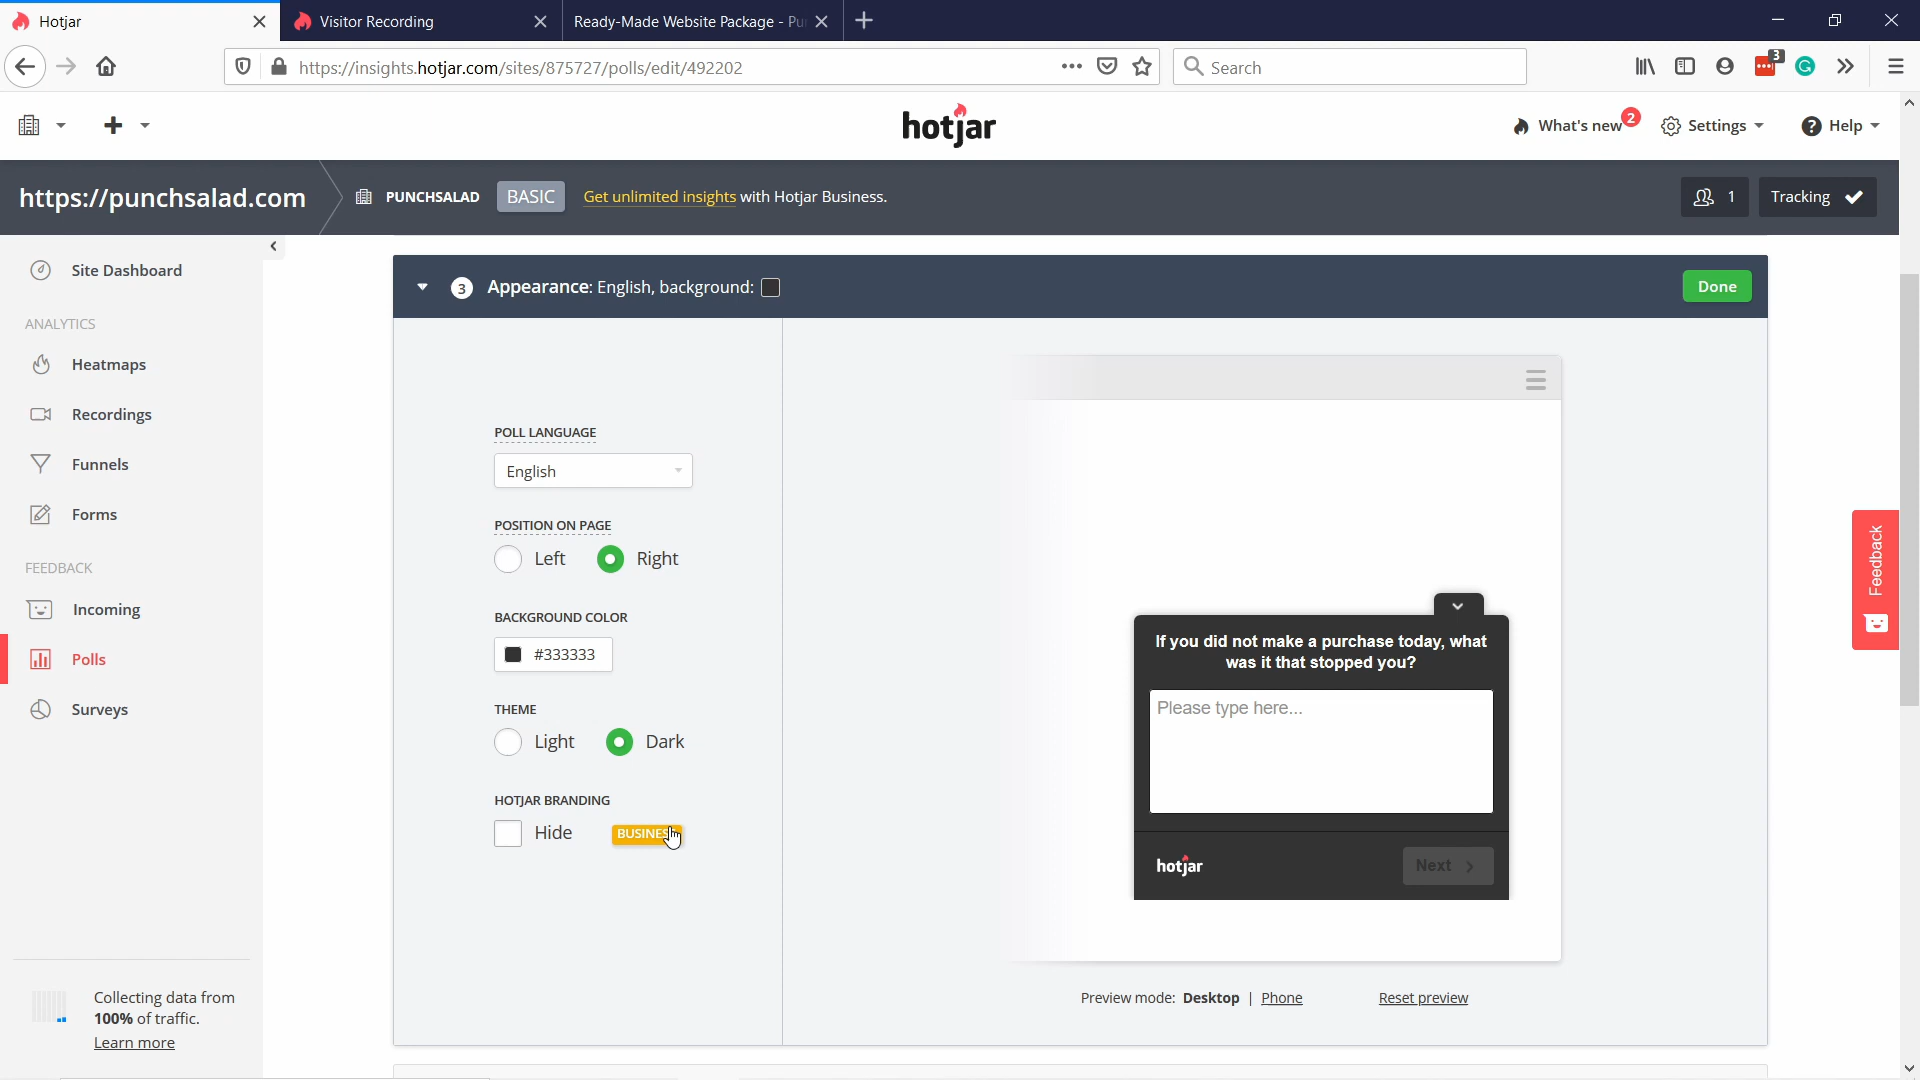 Hotjar
Visitor Recording
Ready-Made Website Package - Pu
https://insights.hotjar.com/sites/875727/polls/edit/492202
Search
3
hotjar
What's new 2
Settings
Help
https://punchsalad.com
PUNCHSALAD
BASIC
Get unlimited insights with Hotjar Business.
1
Tracking
Site Dashboard
ANALYTICS
Heatmaps
Recordings
Funnels
Forms
FEEDBACK
Incoming
Polls
Surveys
Collecting data from
100% of traffic.
Learn more
3 Appearance: English, background:
Done
POLL LANGUAGE
English
POSITION ON PAGE
Left Right
BACKGROUND COLOR
#333333
THEME
Light Dark
HOTJAR BRANDING
Hide
BUSINESS
If you did not make a purchase today, what
was it that stopped you?
Please type here...
hotjar
Next
Preview mode: Desktop | Phone
Reset preview
Feedback